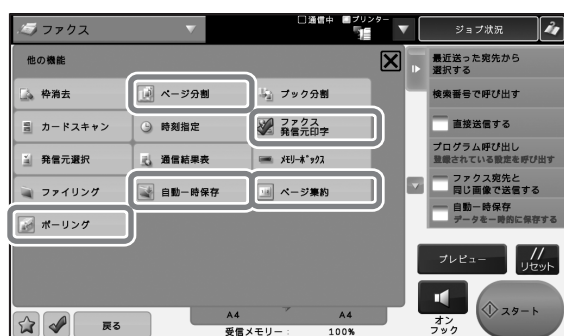 ファクス
□通信中 ■プリンター
ジョブ状況
他の機能
枠消去
ページ分割
ブック分割
カードスキャン
時刻指定
ファクス
発信元印字
発信元選択
通信結果表
メモリーボックス
ファイリング
自動一時保存
ページ集約
ポーリング
戻る
A4
A4
受信メモリー:
100%
最近送った宛先から
選択する
検索番号で呼び出す
直接送信する
プログラム呼び出し
登録されている設定を呼び出す
ファクス宛先と
同じ画像で送信する
自動一時保存
データを一時的に保存する
プレビュー
リセット
オン
フック
スタート